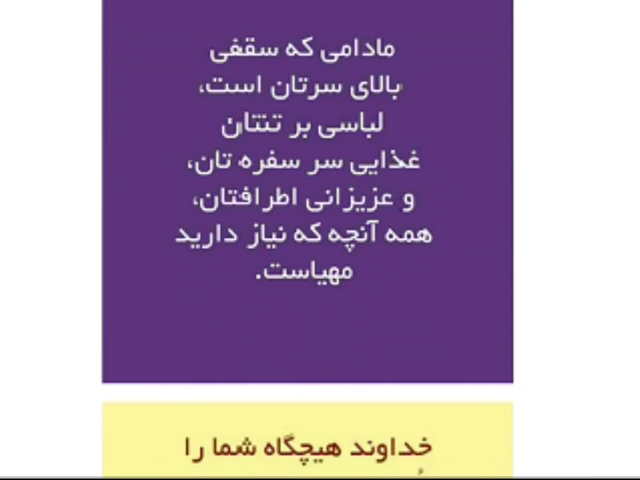 مادامی که سقفی
بالای سرتان است،
لباسی بر تنتان
غذایی سر سفره تان،
و عزیزانی اطرافتان،
همه آنچه که نیاز دارید
مهیاست.
خداوند هیچگاه شما را